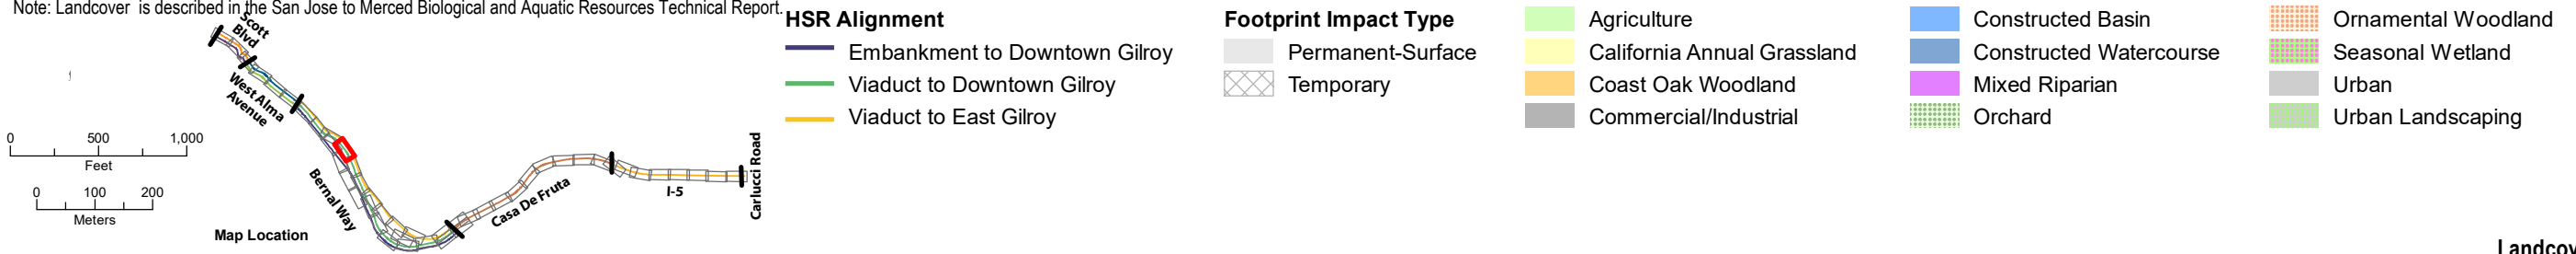 Note: Landcover is described in the San Jose to Merced Biological and Aquatic Resources Technical Report.
Scott
Blvd
West Alma
Avenue
0 500 1,000
Feet
0 100 200
Meters
Bernal Way
Map Location
Casa De Fruta
I-5
Carlucci Road
HSR Alignment
Embankment to Downtown Gilroy
Viaduct to Downtown Gilroy
Viaduct to East Gilroy
Footprint Impact Type
Permanent-Surface
Temporary
Agriculture
California Annual Grassland
Coast Oak Woodland
Commercial/Industrial
Constructed Basin
Constructed Watercourse
Mixed Riparian
Orchard
Ornamental Woodland
Seasonal Wetland
Urban
Urban Landscaping
Landcov